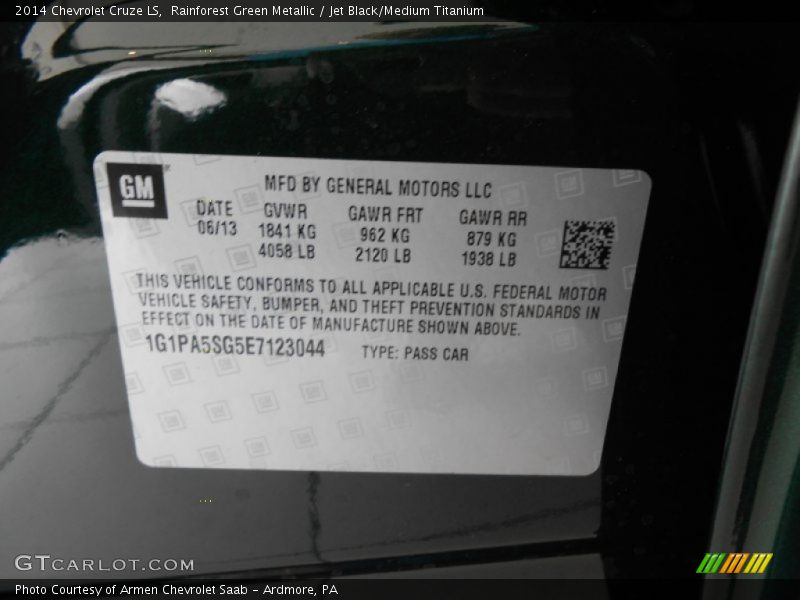 2014 Chevrolet Cruze LS,  Rainforest Green Metallic / Jet Black/Medium Titanium
GM
MFD BY GENERAL MOTORS LLC
DATE GVWR GAWR FRT GAWR RR
06/13 1841 KG 962 KG 879 KG
4058 LB 2120 LB 1938 LB
THIS VEHICLE CONFORMS TO ALL APPLICABLE U.S. FEDERAL MOTOR
VEHICLE SAFETY, BUMPER, AND THEFT PREVENTION STANDARDS IN
EFFECT ON THE DATE OF MANUFACTURE SHOWN ABOVE.
1G1PA5SG5E7123044 TYPE: PASS CAR
GTCARLOT.COM
Photo Courtesy of Armen Chevrolet Saab – Ardmore, PA